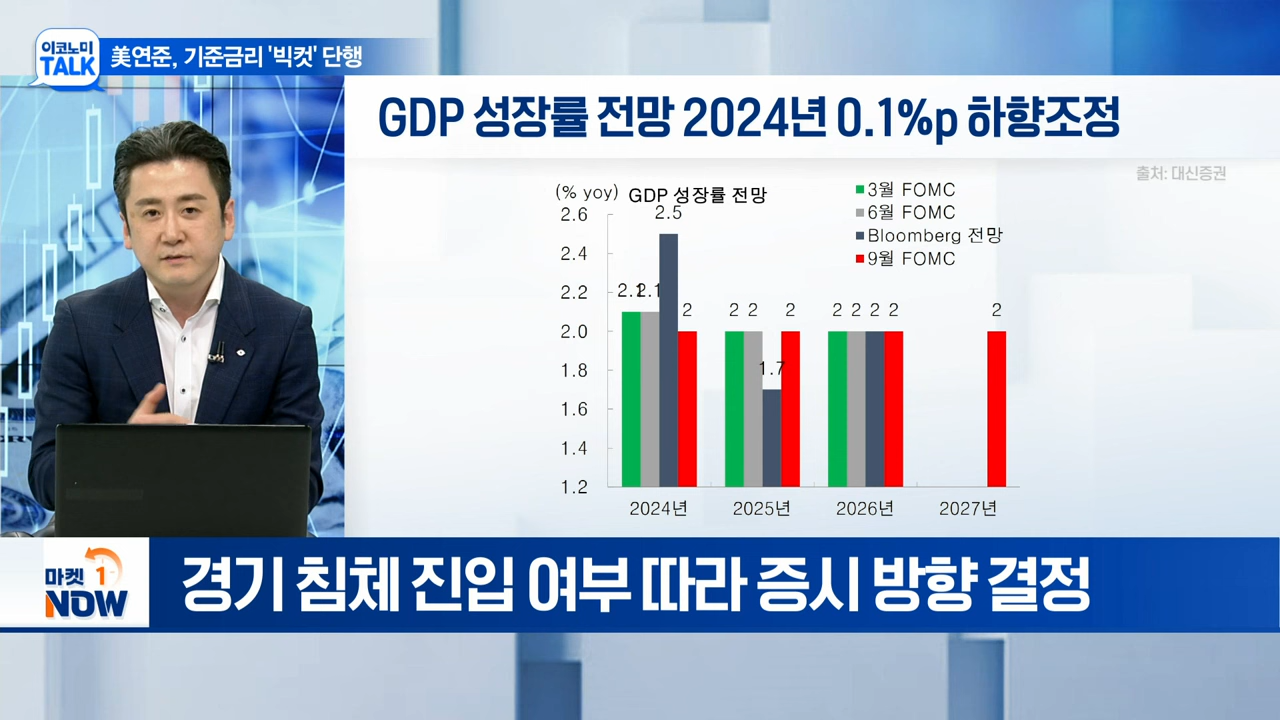 이코노미
TALK
美연준, 기준금리 '빅컷' 단행
GDP 성장률 전망 2024년 0.1%p 하향조정
출처: 대신증권
(% yoy) GDP 성장률 전망
3월 FOMC
6월 FOMC
Bloomberg 전망
9월 FOMC
2.6
2.4
2.2
2.0
1.8
1.6
1.4
1.2
2.1 2.1 2.5 2
2 2 1.7 2
2 2 2 2
2
2024년 2025년 2026년 2027년
마켓 1
NOW
경기 침체 진입 여부 따라 증시 방향 결정